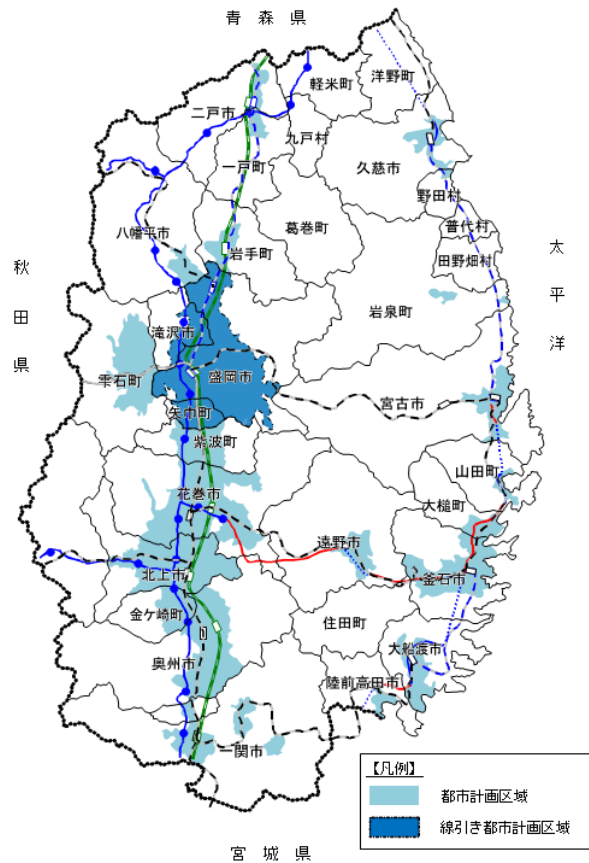 青森県
洋野町
軽米町
二戸市
九戸村
一戸町
久慈市
野田村
葛巻町
普代村
八幡平市
岩手町
田野畑村
太平洋
秋田県
岩泉町
滝沢市
雫石町
盛岡市
宮古市
矢巾町
紫波町
山田町
花巻市
大槌町
遠野市
北上市
釜石市
金ケ崎町
住田町
大船渡市
奥州市
陸前高田市
一関市
【凡例】
都市計画区域
線引き都市計画区域
宮城県